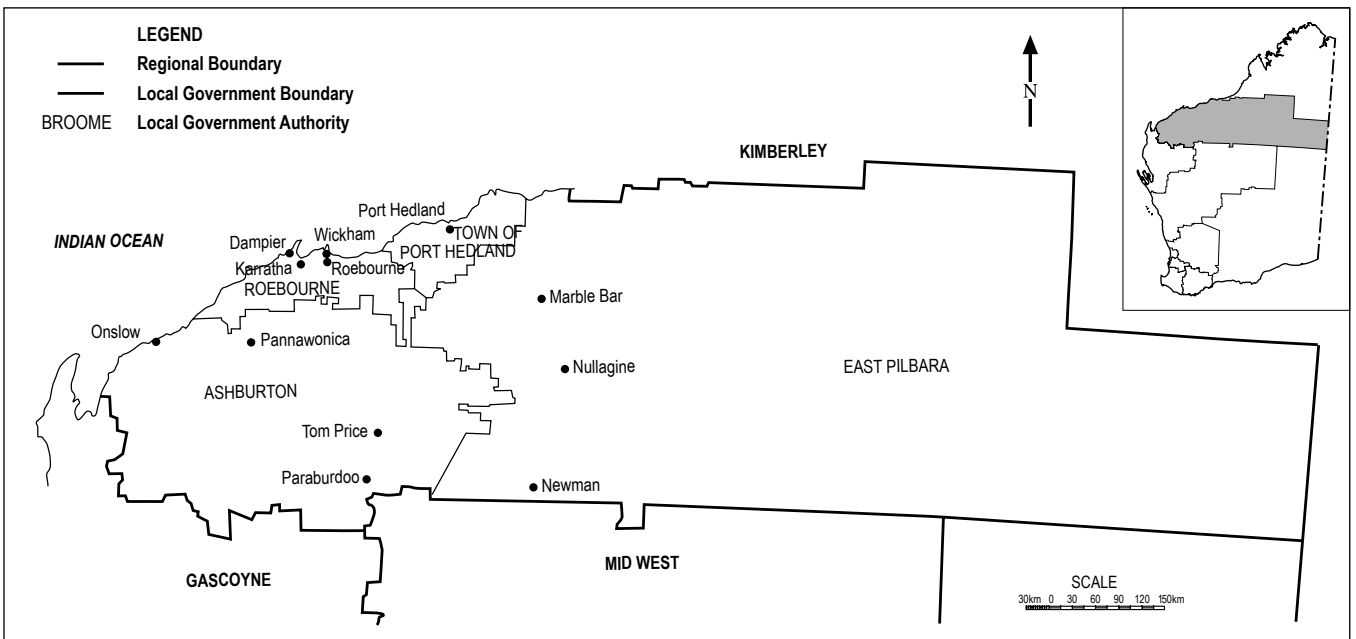 LEGEND
Regional Boundary
Local Government Boundary
BROOME Local Government Authority
N
KIMBERLEY
INDIAN OCEAN
Port Hedland
TOWN OF
PORT HEDLAND
Dampier
Wickham
Karratha
Roebourne
ROEBOURNE
Marble Bar
Onslow
Pannawonica
Nullagine
EAST PILBARA
ASHBURTON
Tom Price
Paraburdoo
Newman
GASCOYNE
MID WEST
SCALE
30km 0 30 60 90 120 150km